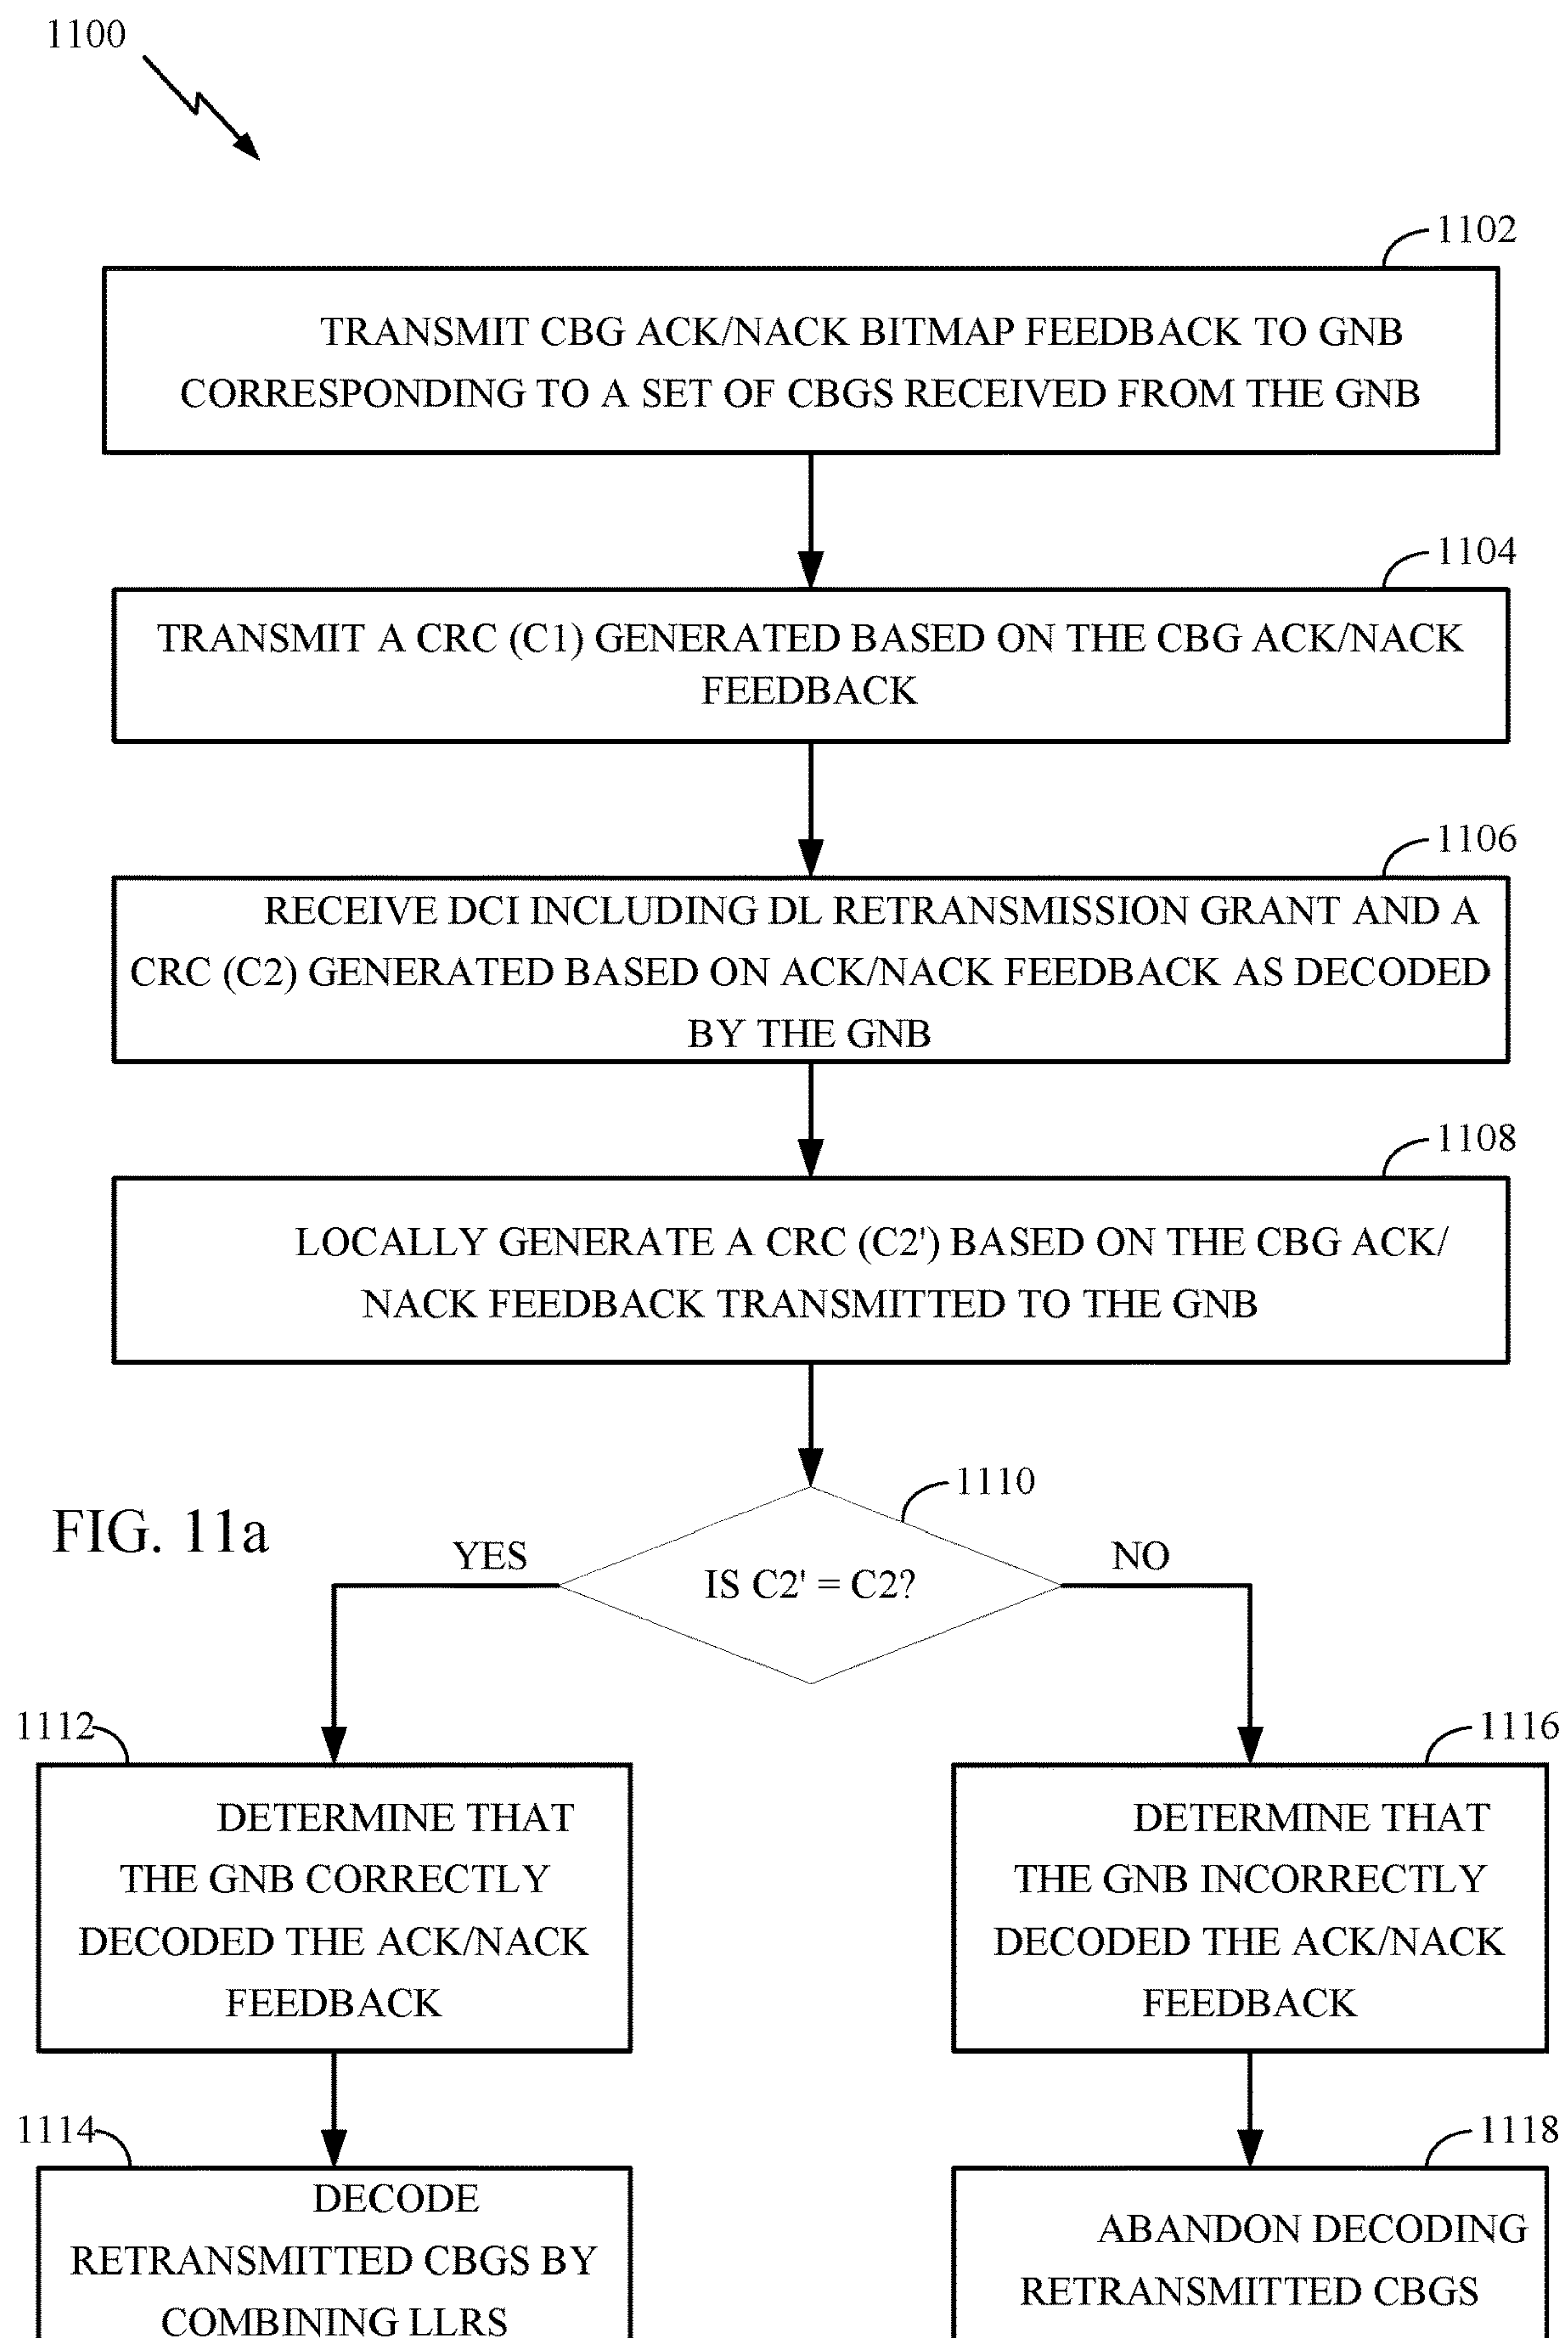 1100
1102
TRANSMIT CBG ACK/NACK BITMAP FEEDBACK TO GNB
CORRESPONDING TO A SET OF CBGS RECEIVED FROM THE GNB
1104
TRANSMIT A CRC (C1) GENERATED BASED ON THE CBG ACK/NACK
FEEDBACK
1106
RECEIVE DCI INCLUDING DL RETRANSMISSION GRANT AND A
CRC (C2) GENERATED BASED ON ACK/NACK FEEDBACK AS DECODED
BY THE GNB
1108
LOCALLY GENERATE A CRC (C2') BASED ON THE CBG ACK/
NACK FEEDBACK TRANSMITTED TO THE GNB
1110
FIG. 11a
YES
IS C2' = C2?
NO
1112
DETERMINE THAT
THE GNB CORRECTLY
DECODED THE ACK/NACK
FEEDBACK
1116
DETERMINE THAT
THE GNB INCORRECTLY
DECODED THE ACK/NACK
FEEDBACK
1114
DECODE
RETRANSMITTED CBGS BY
COMBINING LLRS
1118
ABANDON DECODING
RETRANSMITTED CBGS